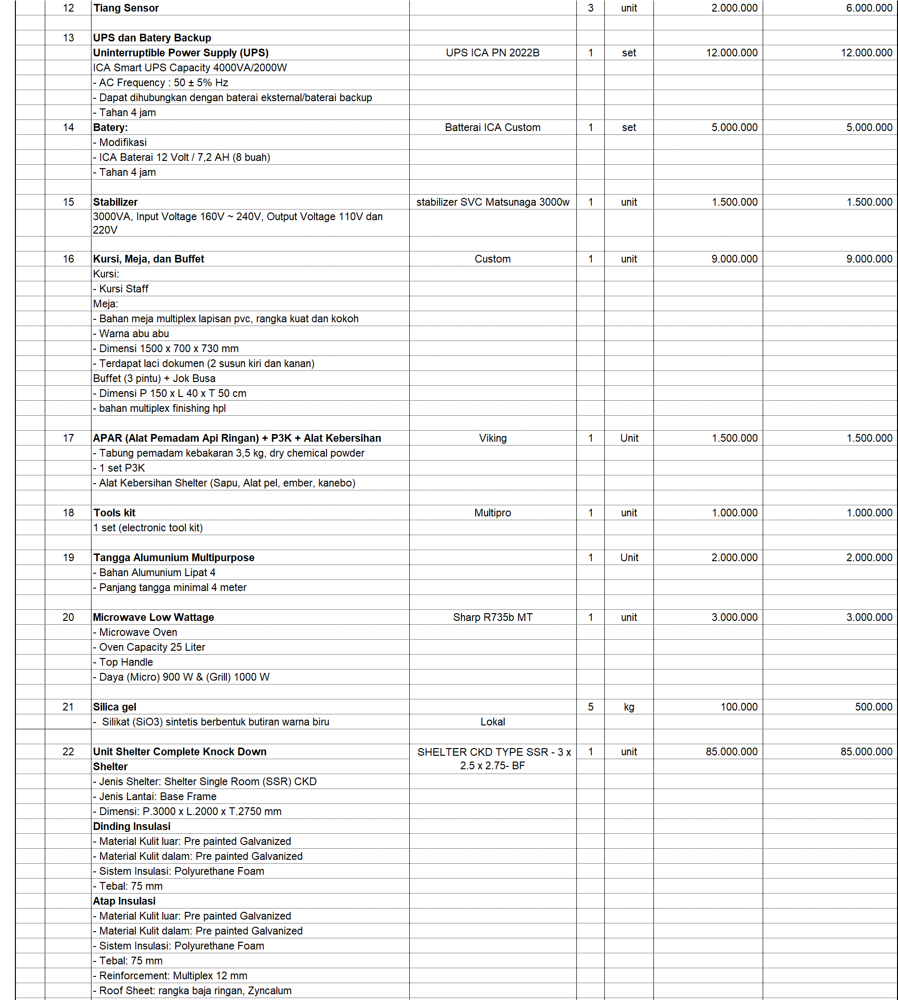 12 Tiang Sensor 3 unit 2.000.000 6.000.000
13 UPS dan Batery Backup
Uninterruptible Power Supply (UPS) UPS ICA PN 2022B 1 set 12.000.000 12.000.000
ICA Smart UPS Capacity 4000VA/2000W
- AC Frequency : 50 ± 5% Hz
- Dapat dihubungkan dengan baterai eksternal/baterai backup
- Tahan 4 jam
14 Batery: Batterai ICA Custom 1 set 5.000.000 5.000.000
- Modifikasi
- ICA Baterai 12 Volt / 7,2 AH (8 buah)
- Tahan 4 jam
15 Stabilizer stabilizer SVC Matsunaga 3000w 1 unit 1.500.000 1.500.000
3000VA, Input Voltage 160V ~ 240V, Output Voltage 110V dan
220V
16 Kursi, Meja, dan Buffet Custom 1 unit 9.000.000 9.000.000
Kursi:
- Kursi Staff
Meja:
- Bahan meja multiplex lapisan pvc, rangka kuat dan kokoh
- Warna abu abu
- Dimensi 1500 x 700 x 730 mm
- Terdapat laci dokumen (2 susun kiri dan kanan)
Buffet (3 pintu) + Jok Busa
- Dimensi P 150 x L 40 x T 50 cm
- bahan multiplex finishing hpl
17 APAR (Alat Pemadam Api Ringan) + P3K + Alat Kebersihan Viking 1 Unit 1.500.000 1.500.000
- Tabung pemadam kebakaran 3,5 kg, dry chemical powder
- 1 set P3K
- Alat Kebersihan Shelter (Sapu, Alat pel, ember, kanebo)
18 Tools kit Multipro 1 unit 1.000.000 1.000.000
1 set (electronic tool kit)
19 Tangga Alumunium Multipurpose 1 Unit 2.000.000 2.000.000
- Bahan Alumunium Lipat 4
- Panjang tangga minimal 4 meter
20 Microwave Low Wattage Sharp R735b MT 1 unit 3.000.000 3.000.000
- Microwave Oven
- Oven Capacity 25 Liter
- Top Handle
- Daya (Micro) 900 W & (Grill) 1000 W
21 Silica gel 5 kg 100.000 500.000
- Silikat (SiO3) sintetis berbentuk butiran warna biru Lokal
22 Unit Shelter Complete Knock Down SHELTER CKD TYPE SSR - 3 x 1 unit 85.000.000 85.000.000
Shelter 2.5 x 2.75- BF
- Jenis Shelter: Shelter Single Room (SSR) CKD
- Jenis Lantai: Base Frame
- Dimensi: P.3000 x L.2000 x T.2750 mm
Dinding Insulasi
- Material Kulit luar: Pre painted Galvanized
- Material Kulit dalam: Pre painted Galvanized
- Sistem Insulasi: Polyurethane Foam
- Tebal: 75 mm
Atap Insulasi
- Material Kulit luar: Pre painted Galvanized
- Material Kulit dalam: Pre painted Galvanized
- Sistem Insulasi: Polyurethane Foam
- Tebal: 75 mm
- Reinforcement: Multiplex 12 mm
- Roof Sheet: rangka baja ringan, Zyncalum